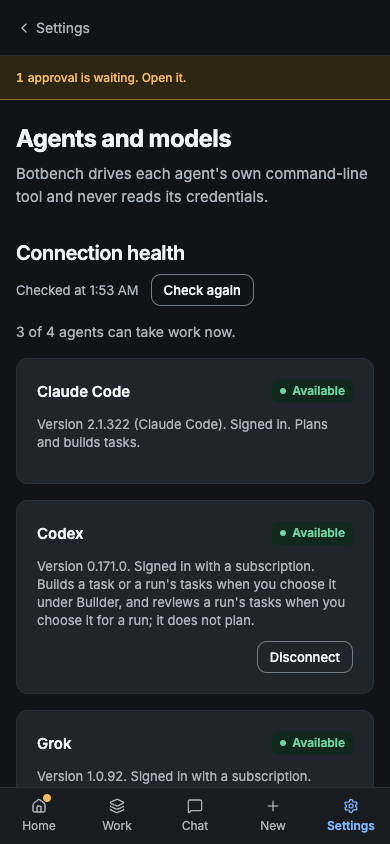 Settings
1 approval is waiting. Open it.
Agents and models
Botbench drives each agent's own command-line
tool and never reads its credentials.
Connection health
Checked at 1:53 AM
Check again
3 of 4 agents can take work now.
Claude Code
Available
Version 2.1.322 (Claude Code). Signed in. Plans
and builds tasks.
Codex
Available
Version 0.171.0. Signed in with a subscription.
Builds a task or a run's tasks when you choose it
under Builder, and reviews a run's tasks when you
choose it for a run; it does not plan.
Disconnect
Grok
Available
Version 1.0.92. Signed in with a subscription.
Home
Work
Chat
New
Settings